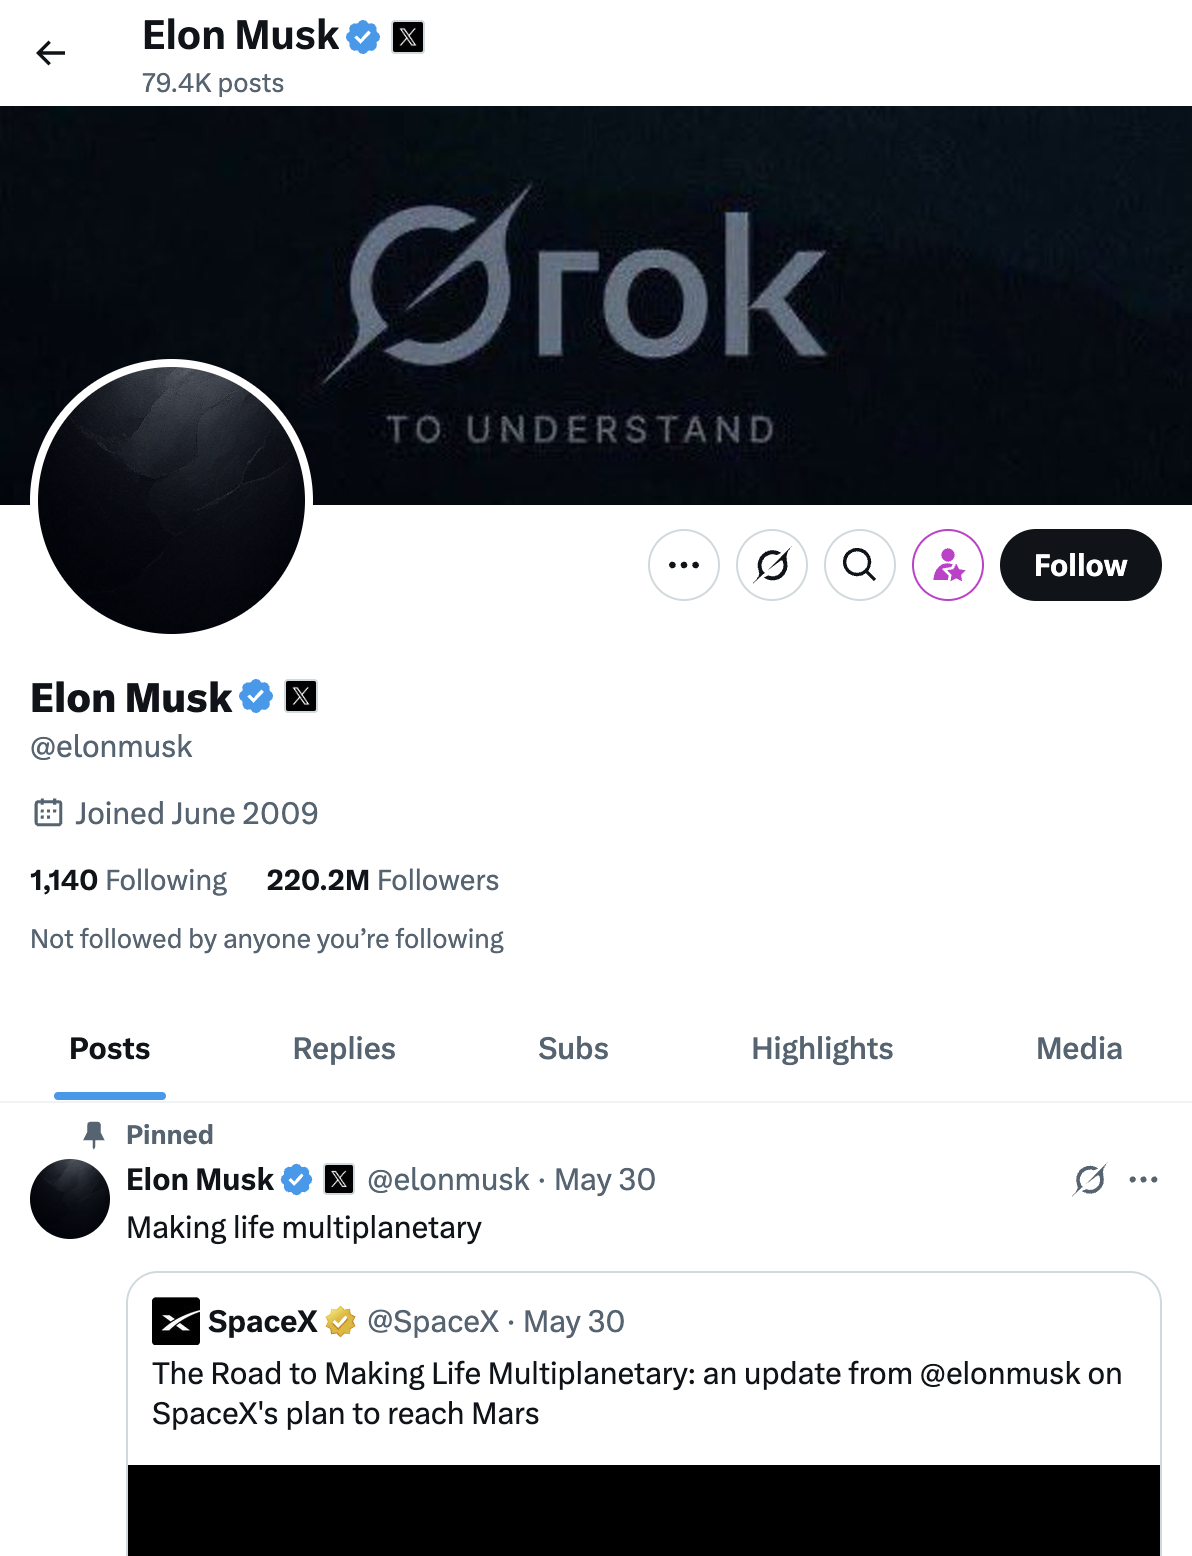 Elon Musk
79.4K posts
Grok
TO UNDERSTAND
Follow
Elon Musk
@elonmusk
Joined June 2009
1,140 Following 220.2M Followers
Not followed by anyone you’re following
Posts Replies Subs Highlights Media
Pinned
Elon Musk @elonmusk · May 30
Making life multiplanetary
SpaceX @SpaceX · May 30
The Road to Making Life Multiplanetary: an update from @elonmusk on
SpaceX's plan to reach Mars